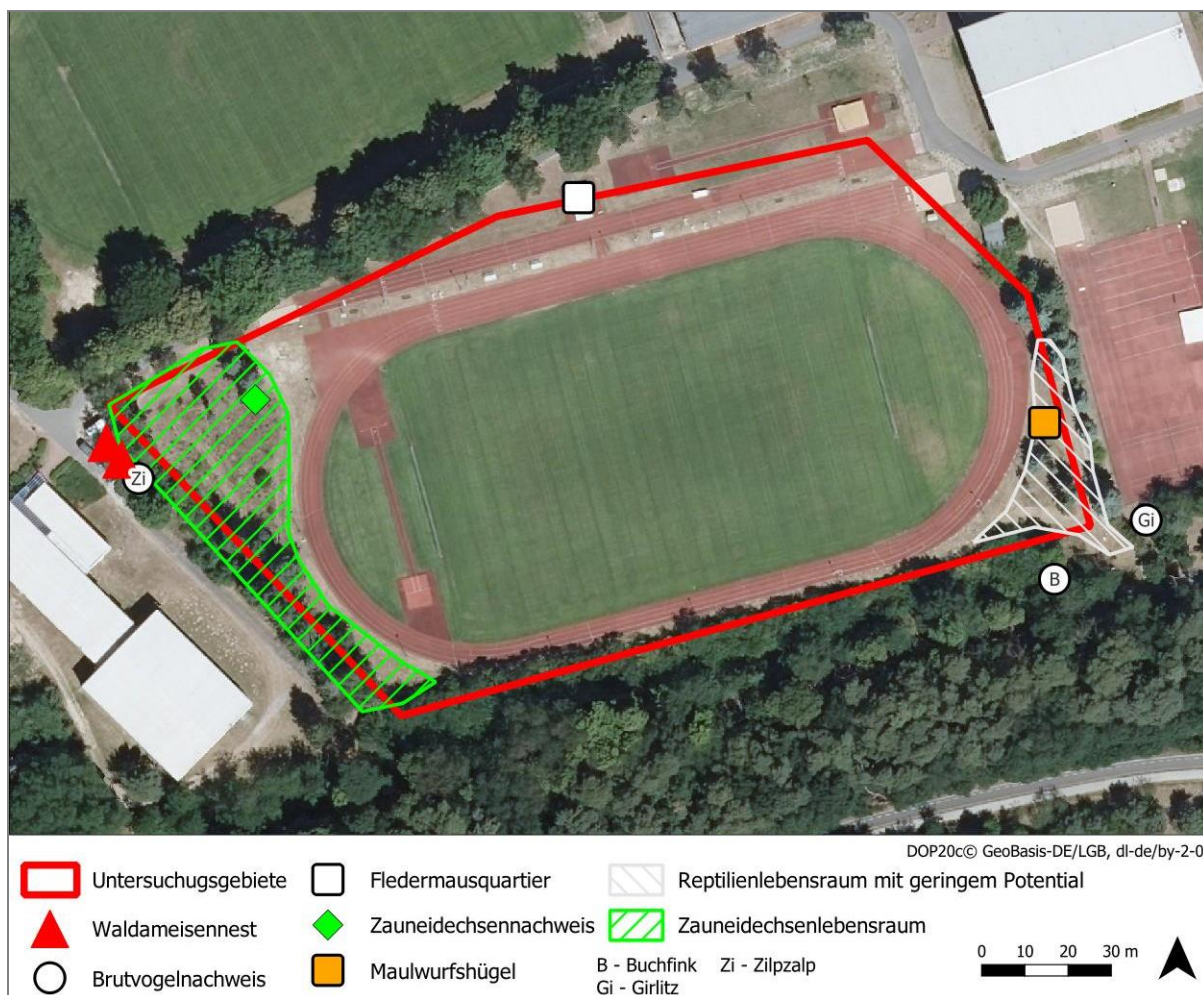 Zi
Gi
B
DOP20c© GeoBasis-DE/LGB, dl-de/by-2-0
Untersuchugsgebiete
Fledermausquartier
Reptilienlebensraum mit geringem Potential
Waldameisennest
Zauneidechsennachweis
Zauneidechsenlebensraum
Brutvogelnachweis
Maulwurfshügel
B - Buchfink Zi - Zilpzalp
Gi - Girlitz
0 10 20 30 m